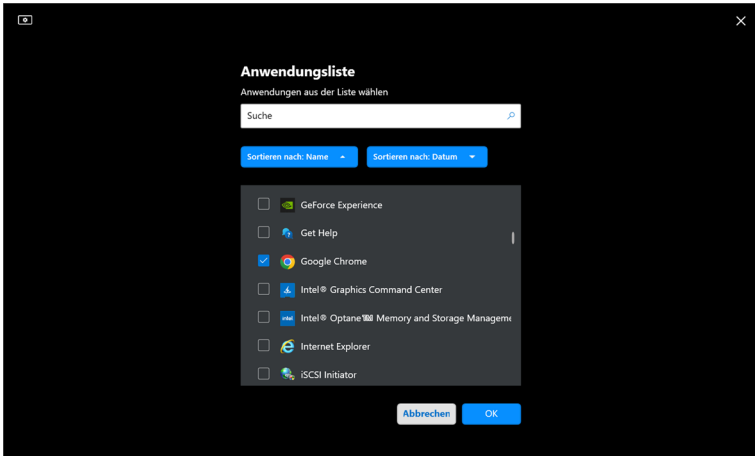 Anwendungsliste
Anwendungen aus der Liste wählen
Suche
Sortieren nach: Name
Sortieren nach: Datum
GeForce Experience
Get Help
Google Chrome
Intel® Graphics Command Center
Intel® Optane Memory and Storage Manageme
Internet Explorer
iSCSI Initiator
Abbrechen
OK